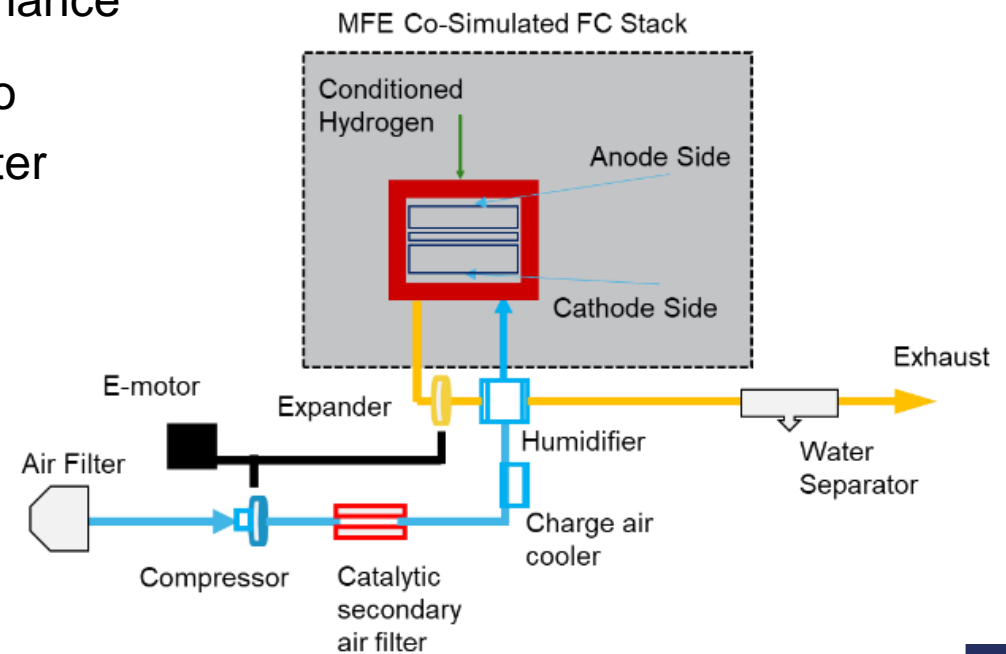 MFE Co-Simulated FC Stack
Conditioned
Hydrogen
Anode Side
Cathode Side
Exhaust
E-motor
Expander
Humidifier
Water
Separator
Air Filter
Charge air
cooler
Compressor
Catalytic
secondary
air filter